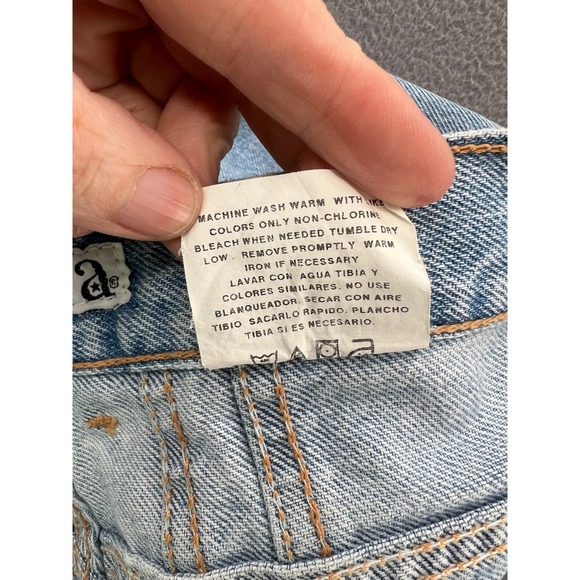 MACHINE WASH WARM WITH LIKE
COLORS ONLY NON-CHLORINE
BLEACH WHEN NEEDED TUMBLE DRY
LOW . REMOVE PROMPTLY WARM
IRON IF NECESSARY
LAVAR CON AGUA TIBIA Y
COLORES SIMILARES. NO USE
BLANQUEADOR. SECAR CON AIRE
TIBIO SACARLO RAPIDO. PLANCHO
TIBIA SI ES NECESARIO.
a